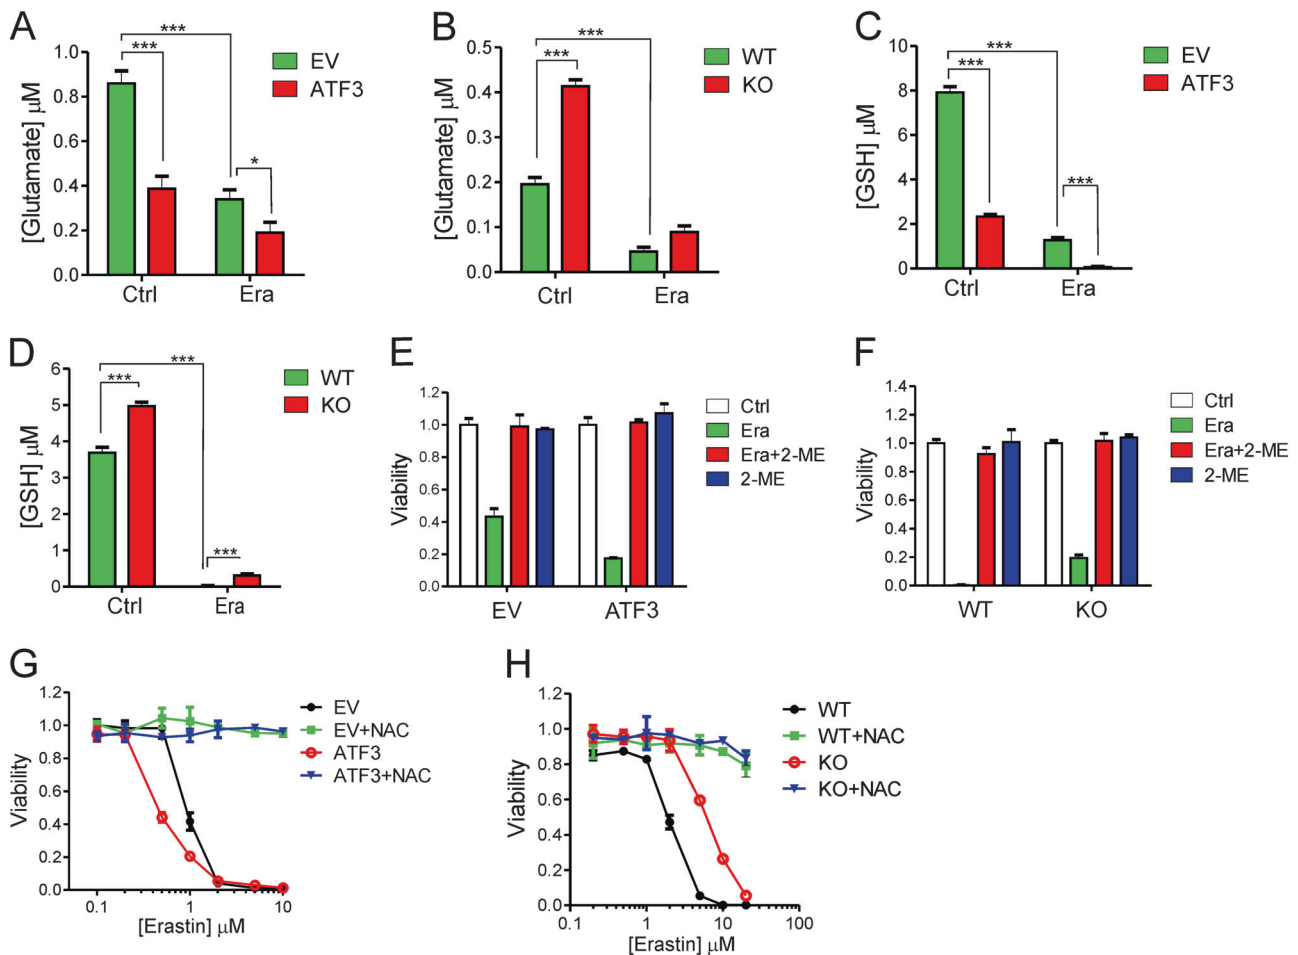 A
[Glutamate] μM
1.0
0.8
0.6
0.4
0.2
0.0
***
***
*
EV
ATF3
Ctrl
Era
B
[Glutamate] μM
0.5
0.4
0.3
0.2
0.1
0.0
***
***
WT
KO
Ctrl
Era
C
[GSH] μM
10
8
6
4
2
0
***
***
***
EV
ATF3
Ctrl
Era
D
[GSH] μM
6
5
4
3
2
1
0
***
***
***
WT
KO
Ctrl
Era
E
Viability
1.2
1.0
0.8
0.6
0.4
0.2
0.0
Ctrl
Era
Era+2-ME
2-ME
EV
ATF3
F
Viability
1.4
1.2
1.0
0.8
0.6
0.4
0.2
0.0
Ctrl
Era
Era+2-ME
2-ME
WT
KO
G
Viability
1.2
1.0
0.8
0.6
0.4
0.2
0.0
EV
EV+NAC
ATF3
ATF3+NAC
0.1
1
10
[Erastin] μM
H
Viability
1.2
1.0
0.8
0.6
0.4
0.2
0.0
WT
WT+NAC
KO
KO+NAC
0.1
1
10
100
[Erastin] μM